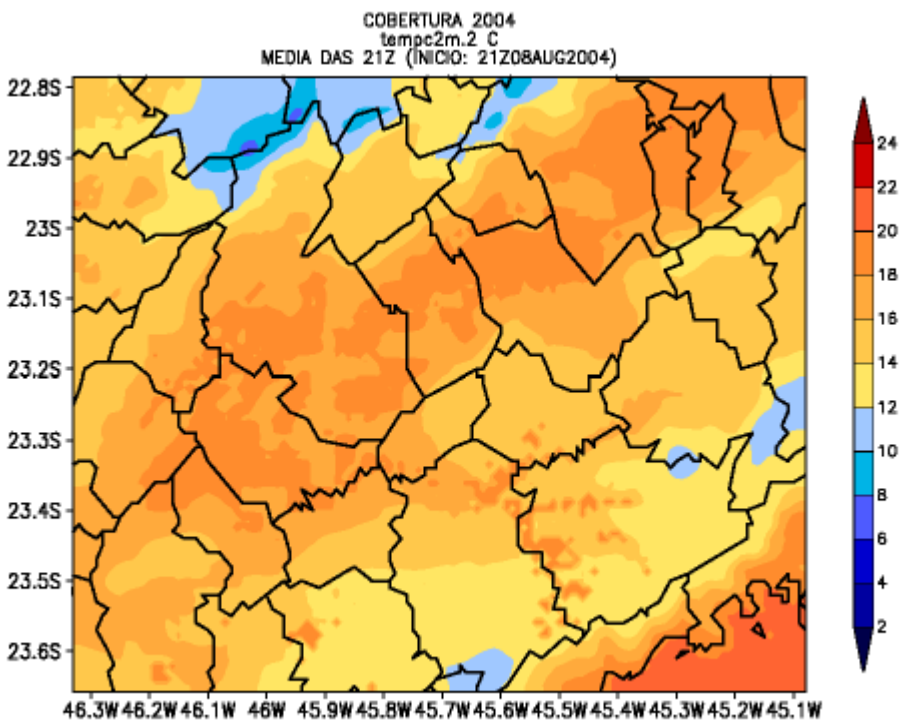 COBERTURA 2004
tempc2m.2 C
MEDIA DAS 21Z (INICIO: 21Z08AUG2004)
22.8S
22.9S
23S
23.1S
23.2S
23.3S
23.4S
23.5S
23.6S
46.3W 46.2W 46.1W 46W 45.9W 45.8W 45.7W 45.6W 45.5W 45.4W 45.3W 45.2W 45.1W
24
22
20
18
16
14
12
10
8
6
4
2